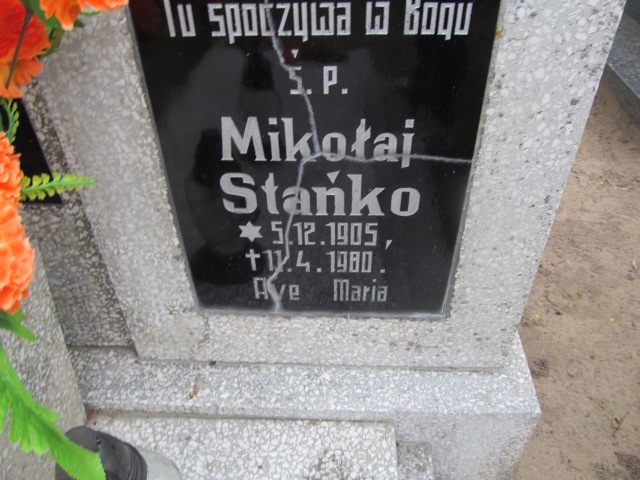 Tu spoczywa w Bogu
Ś. P.
Mikołaj
Stańko
* 5.12.1905,
† 11.4.1980.
Ave Maria